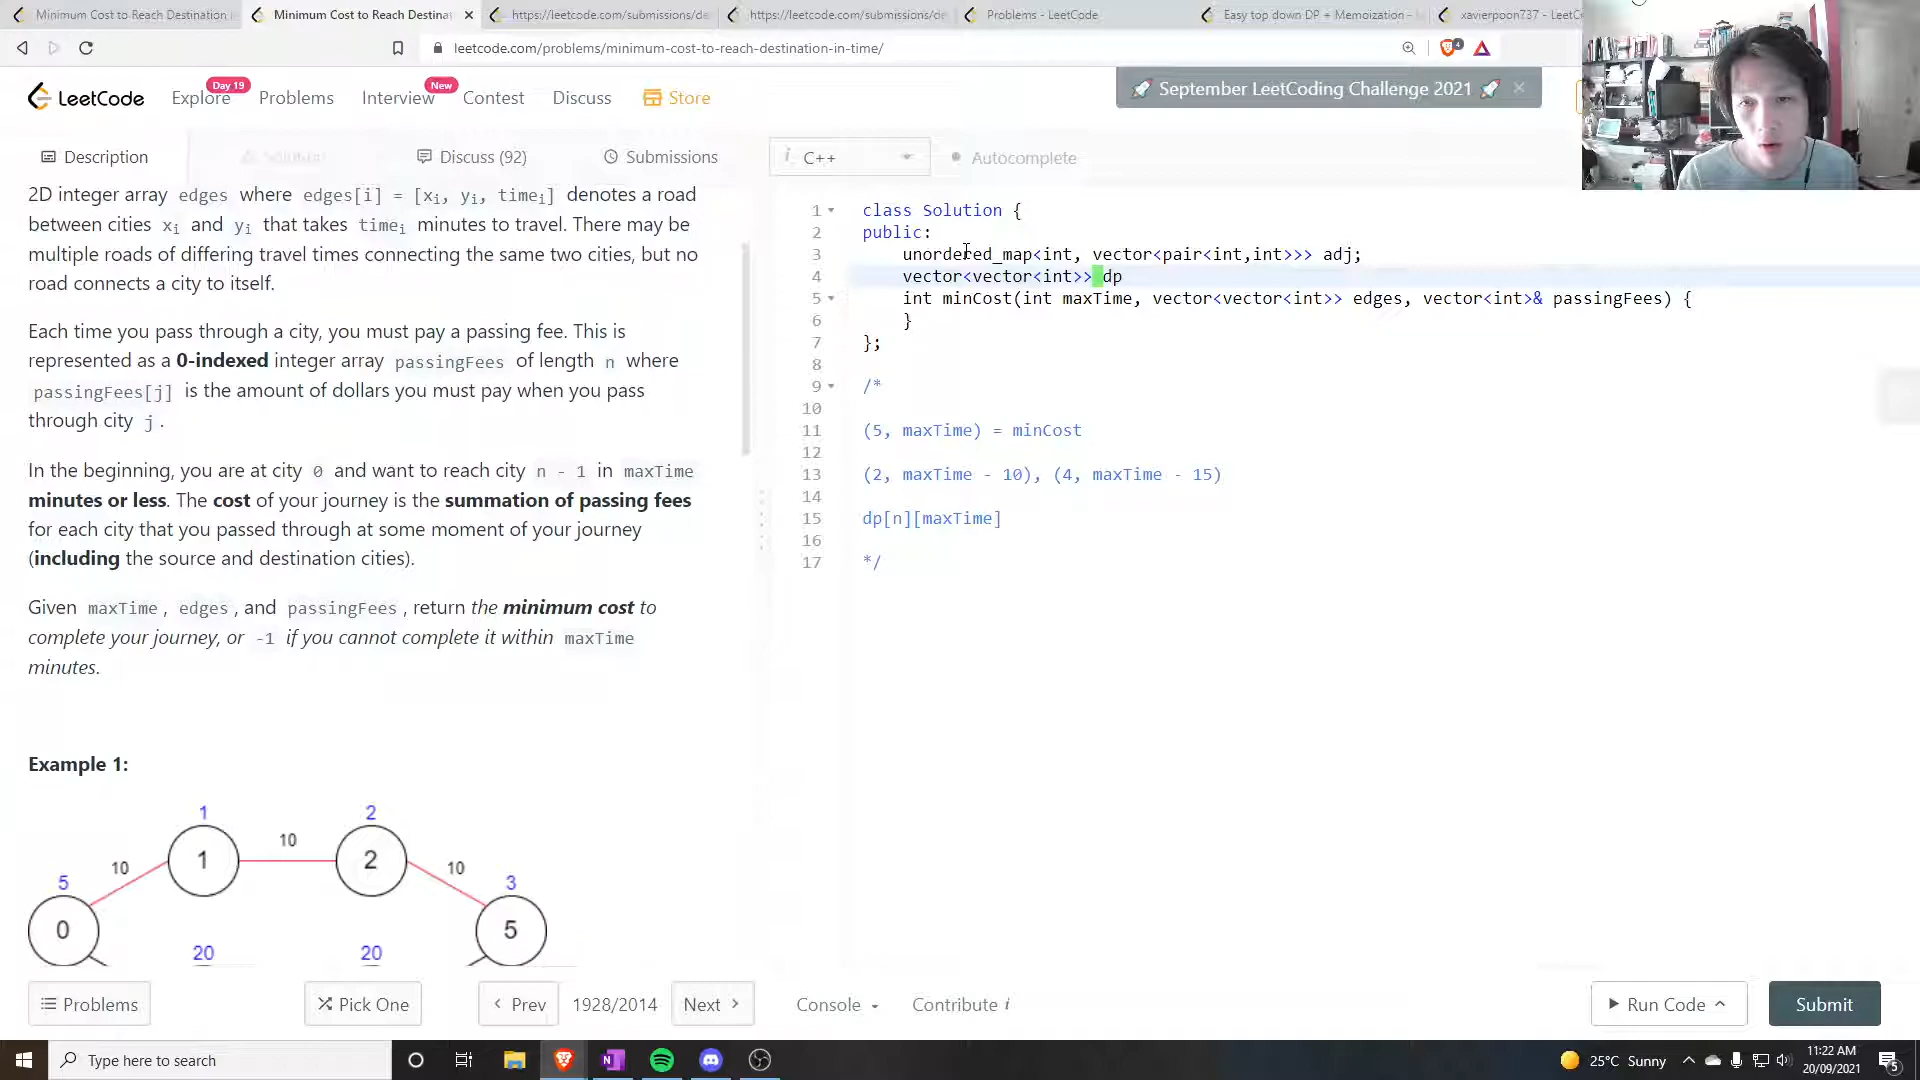 Minimum Cost to Reach Destination i
Minimum Cost to Reach Destinat
https://leetcode.com/submissions/de
https://leetcode.com/submissions/de
Problems - LeetCode
Easy top down DP + Memoization -
xavierpoon737 - LeetC
leetcode.com/problems/minimum-cost-to-reach-destination-in-time/
4
LeetCode
Explore
Day 19
Problems
Interview
New
Contest
Discuss
Store
September LeetCoding Challenge 2021
Description
Solution
Discuss (92)
Submissions
i C++
Autocomplete
2D integer array edges where edges[i] = [xi, yi, timei] denotes a road
between cities xi and yi that takes timei minutes to travel. There may be
multiple roads of differing travel times connecting the same two cities, but no
road connects a city to itself.
Each time you pass through a city, you must pay a passing fee. This is
represented as a 0-indexed integer array passingFees of length n where
passingFees[j] is the amount of dollars you must pay when you pass
through city j.
In the beginning, you are at city 0 and want to reach city n - 1 in maxTime
minutes or less. The cost of your journey is the summation of passing fees
for each city that you passed through at some moment of your journey
(including the source and destination cities).
Given maxTime, edges, and passingFees, return the minimum cost to
complete your journey, or -1 if you cannot complete it within maxTime
minutes.
Example 1:
1
2
10
10
10
5
3
1
2
0
5
20
20
1 class Solution {
2 public:
3 unordered_map<int, vector<pair<int,int>>> adj;
4 vector<vector<int>> dp
5 int minCost(int maxTime, vector<vector<int>> edges, vector<int>& passingFees) {
6 }
7 };
8
9 /*
10
11 (5, maxTime) = minCost
12
13 (2, maxTime - 10), (4, maxTime - 15)
14
15 dp[n][maxTime]
16
17 */
Problems
Pick One
Prev
1928/2014
Next
Console
Contribute i
Run Code
Submit
Type here to search
25°C Sunny
11:22 AM
20/09/2021
5